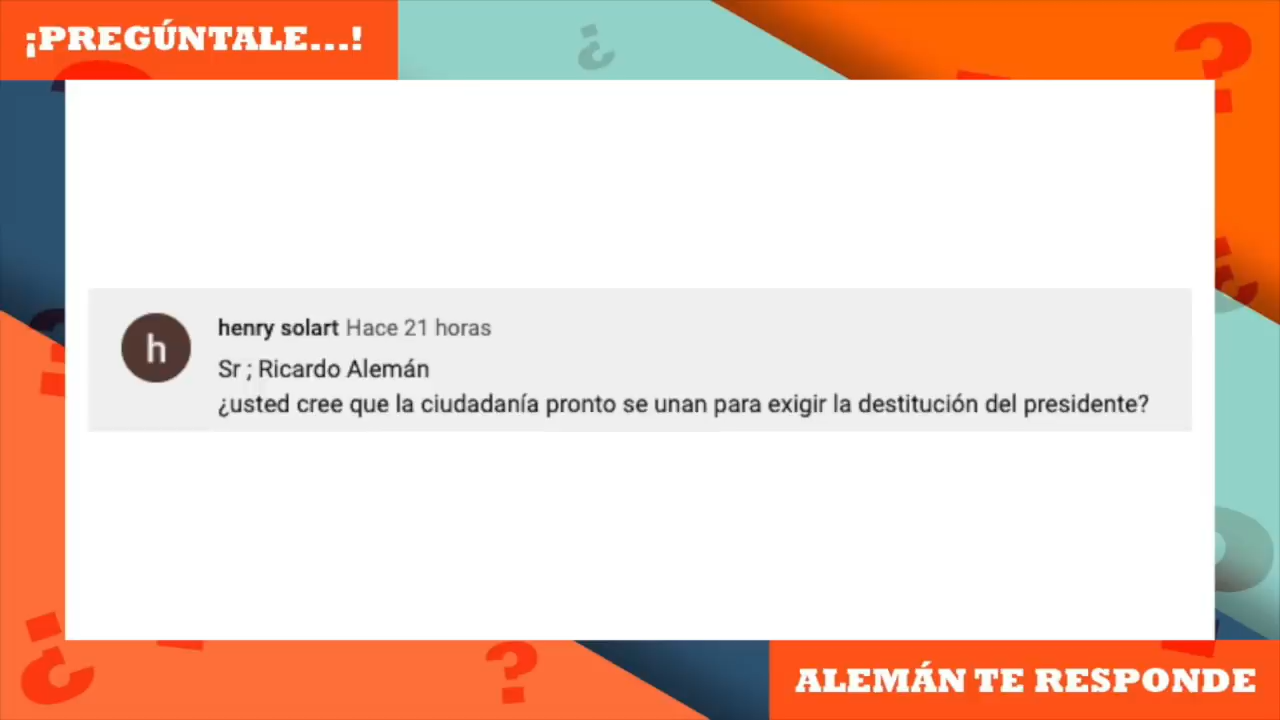 ¡PREGÚNTALE...!
h
henry solart Hace 21 horas
Sr ; Ricardo Alemán
¿usted cree que la ciudadanía pronto se unan para exigir la destitución del presidente?
ALEMÁN TE RESPONDE